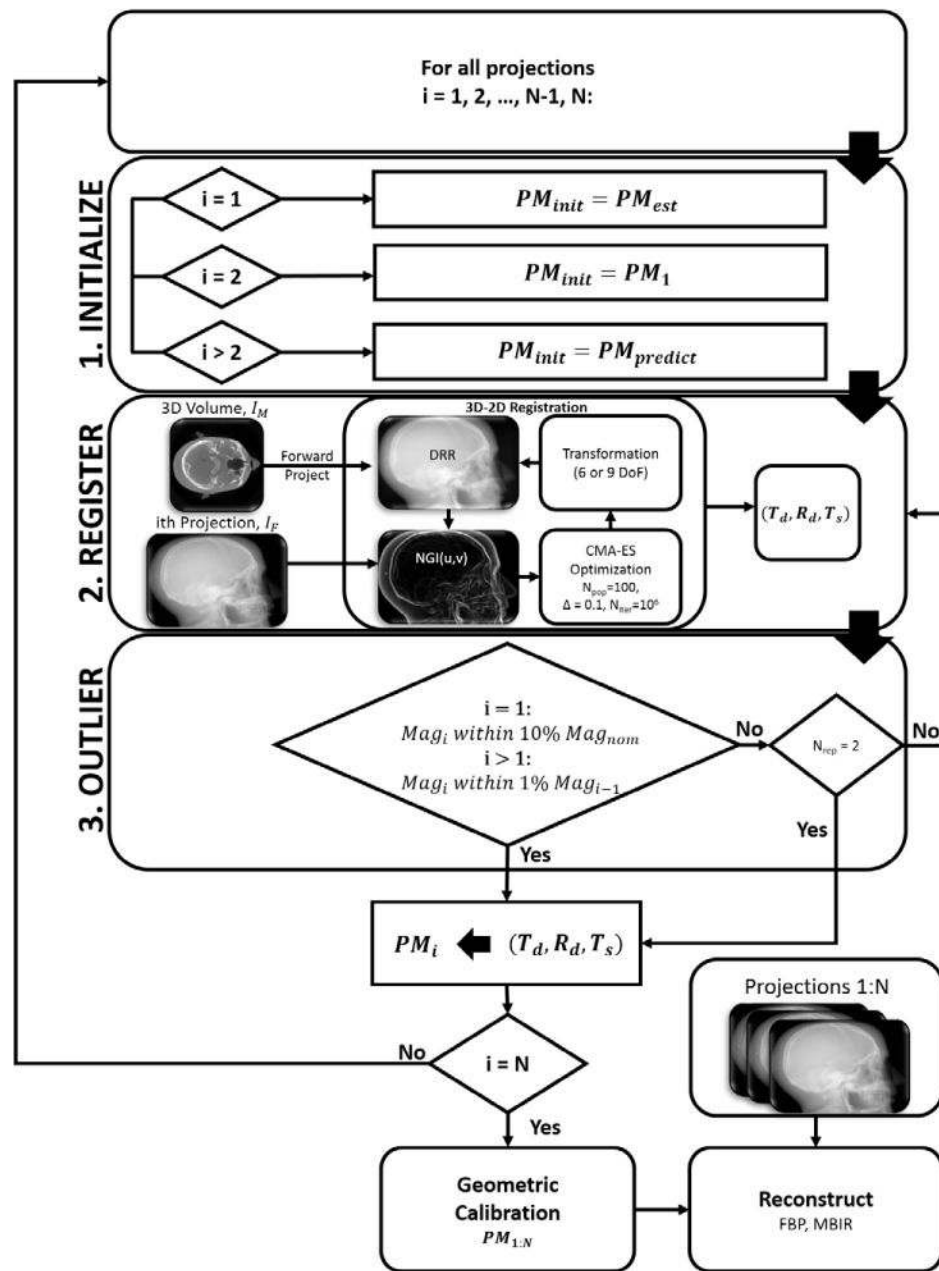 For all projections
i = 1, 2, ..., N-1, N:
1. INITIALIZE
i = 1
PM_init = PM_est
i = 2
PM_init = PM_1
i > 2
PM_init = PM_predict
2. REGISTER
3D Volume, I_M
Forward
Project
ith Projection, I_F
3D-2D Registration
DRR
Transformation
(6 or 9 DoF)
NGI(u,v)
CMA-ES
Optimization
N_pop=100,
Δ = 0.1, N_iter=10^6
(T_d, R_d, T_s)
3. OUTLIER
i = 1:
Mag_i within 10% Mag_nom
i > 1:
Mag_i within 1% Mag_{i-1}
No
N_rep = 2
No
Yes
Yes
PM_i (T_d, R_d, T_s)
Projections 1:N
No
i = N
Yes
Geometric
Calibration
PM_{1:N}
Reconstruct
FBP, MBIR